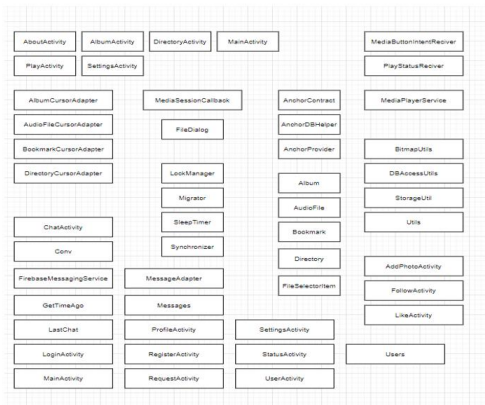 AboutActivity
AlbumActivity
DirectoryActivity
MainActivity
MediaButtonIntentReciver
PlayActivity
SettingsActivity
PlayStatusReciver
AlbumCursorAdapter
MediaSessionCallback
AnchorContract
MediaPlayerService
AudioFileCursorAdapter
FileDialog
AnchorDBHelper
BookmarkCursorAdapter
AnchorProvider
BitmapUtils
DirectoryCursorAdapter
LockManager
DBAccessUtils
Album
Migrator
StorageUtil
AudioFile
ChatActivity
SleepTimer
Bookmark
Utils
Conv
Synchronizer
Directory
AddPhotoActivity
FirebaseMessagingService
MessageAdapter
FileSelectorItem
FollowActivity
GetTimeAgo
Messages
LikeActivity
LastChat
ProfileActivity
SettingsActivity
LoginActivity
RegisterActivity
StatusActivity
Users
MainActivity
RequestActivity
UserActivity